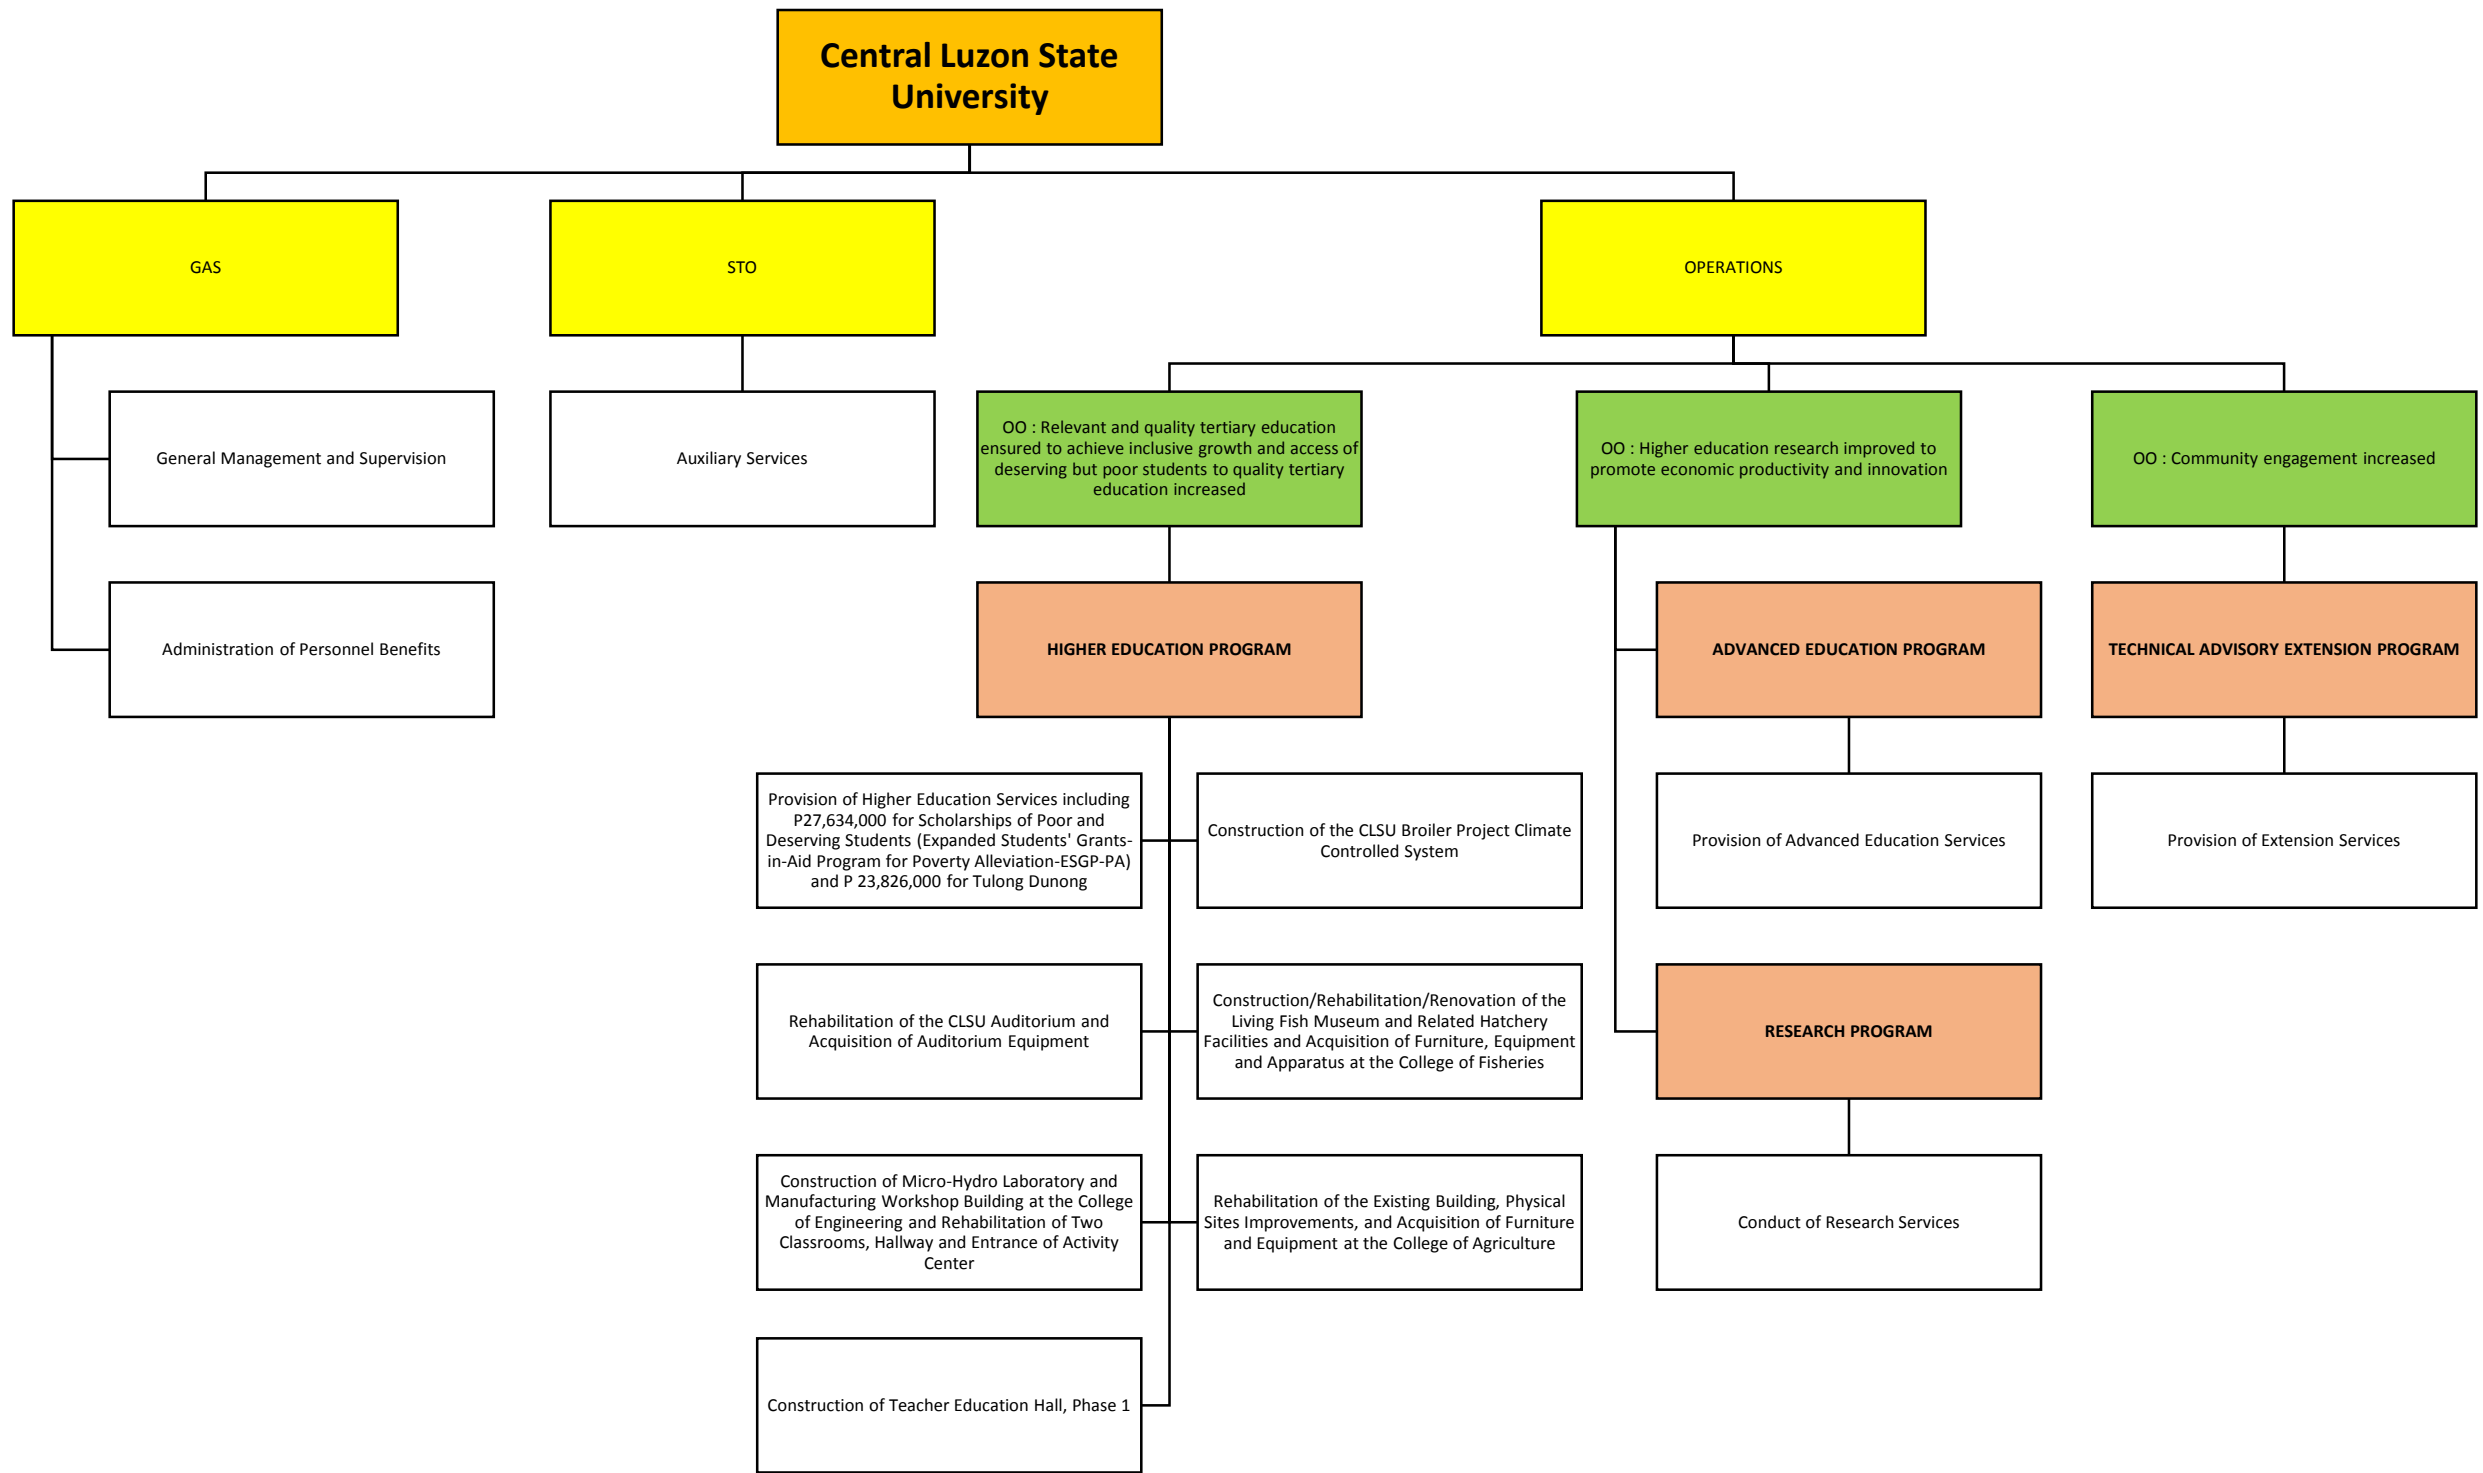 Central Luzon State
University
GAS
STO
OPERATIONS
General Management and Supervision
Auxiliary Services
OO : Relevant and quality tertiary education
ensured to achieve inclusive growth and access of
deserving but poor students to quality tertiary
education increased
OO : Higher education research improved to
promote economic productivity and innovation
OO : Community engagement increased
Administration of Personnel Benefits
HIGHER EDUCATION PROGRAM
ADVANCED EDUCATION PROGRAM
TECHNICAL ADVISORY EXTENSION PROGRAM
Provision of Higher Education Services including
P27,634,000 for Scholarships of Poor and
Deserving Students (Expanded Students' Grants-
in-Aid Program for Poverty Alleviation-ESGP-PA)
and P 23,826,000 for Tulong Dunong
Construction of the CLSU Broiler Project Climate
Controlled System
Provision of Advanced Education Services
Provision of Extension Services
Rehabilitation of the CLSU Auditorium and
Acquisition of Auditorium Equipment
Construction/Rehabilitation/Renovation of the
Living Fish Museum and Related Hatchery
Facilities and Acquisition of Furniture, Equipment
and Apparatus at the College of Fisheries
RESEARCH PROGRAM
Construction of Micro-Hydro Laboratory and
Manufacturing Workshop Building at the College
of Engineering and Rehabilitation of Two
Classrooms, Hallway and Entrance of Activity
Center
Rehabilitation of the Existing Building, Physical
Sites Improvements, and Acquisition of Furniture
and Equipment at the College of Agriculture
Conduct of Research Services
Construction of Teacher Education Hall, Phase 1